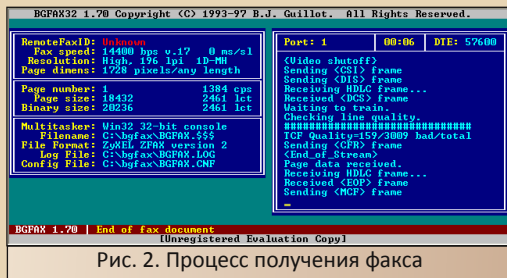 BGFAX32 1.70 Copyright (C) 1993-97 B.J. Guillot. All Rights Reserved.
RemoteFaxID: Unknown
Fax speed: 14400 bps v.17 0 ms/sl
Resolution: High, 196 lpi 1D-MH
Page dimens: 1728 pixels/any length
Page number: 1 1384 cps
Page size: 18432 2461 lct
Binary size: 20236 2461 lct
Multitasker: Win32 32-bit console
Filename: C:\bgfax\BGFAX.$$$
File Format: ZyXEL ZFAX version 2
Log File: C:\bgfax\BGFAX.LOG
Config File: C:\bgfax\BGFAX.CNF
Port: 1 00:06 DTE: 57600
(Video shutoff)
Sending <CSI> frame
Sending <DIS> frame
Receiving HDLC frame...
Received <DCS> frame
Waiting to train.
Checking line quality.
################################
TCF Quality=159/3009 bad/total
Sending <CFR> frame
<End_of_Stream>
Page data received.
Receiving HDLC frame...
Received <EOP> frame
Sending <MCF> frame
BGFAX 1.70 | End of fax document
[Unregistered Evaluation Copy]
Рис. 2. Процесс получения факса